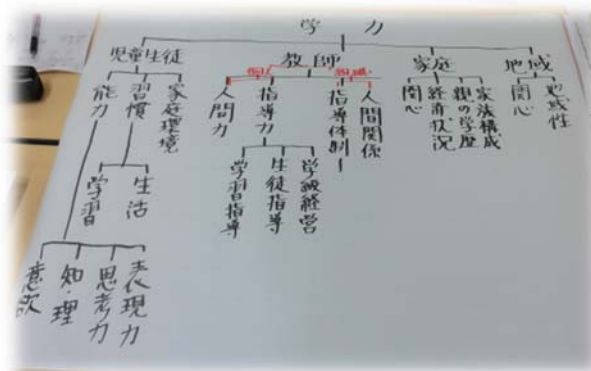 学力
児童生徒
能力
習慣
家庭環境
学習
生活
意欲
知・理
思考力
表現力
教師
個人
組織
人間力
指導力
指導体制
人間関係
学習指導
生徒指導
学級経営
家庭
関心
経済状況
親の学歴
家族構成
地域
関心
地域性